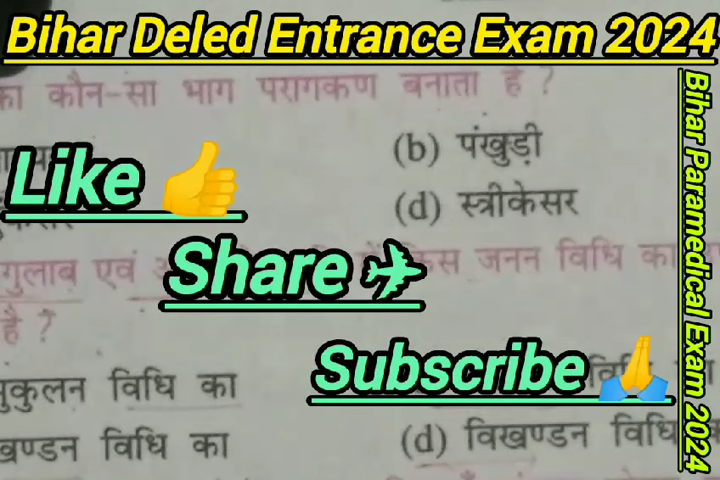 Bihar Deled Entrance Exam 2024
का कौन-सा भाग परागकण बनाता है ?
(b) पंखुड़ी
Like
(d) स्त्रीकेसर
गुलाब एवं
Share
जनन विधि का
है ?
मुकुलन विधि का
Subscribe
खण्डन विधि का
(d) विखण्डन विधि
Bihar Paramedical Exam 2024